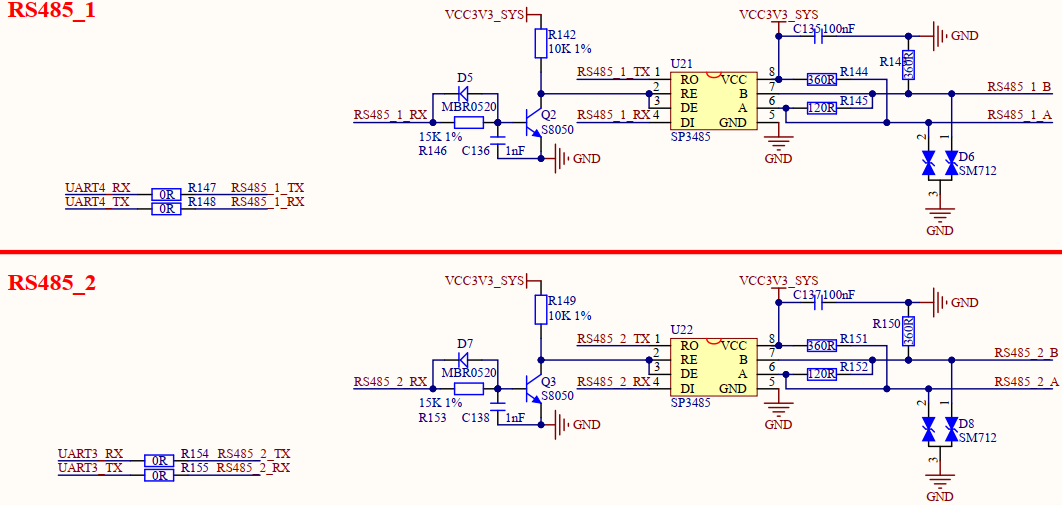 RS485_1
VCC3V3_SYS
R142
10K 1%
D5
MBR0520
RS485_1_RX
15K 1%
R146
C136
1nF
Q2
S8050
GND
RS485_1_TX 1
2
3
RS485_1_RX 4
U21
RO VCC
RE B
DE A
DI GND
SP3485
8
7
6
5
VCC3V3_SYS
C135 100nF
GND
360R
360R R144
120R R145
GND
RS485_1_B
RS485_1_A
2 1
D6
SM712
3
GND
UART4_RX 0R R147 RS485_1_TX
UART4_TX 0R R148 RS485_1_RX
RS485_2
VCC3V3_SYS
R149
10K 1%
D7
MBR0520
RS485_2_RX
15K 1%
R153
C138
1nF
Q3
S8050
GND
RS485_2_TX 1
2
3
RS485_2_RX 4
U22
RO VCC
RE B
DE A
DI GND
SP3485
8
7
6
5
VCC3V3_SYS
C137 100nF
GND
R150 360R
360R R151
120R R152
GND
RS485_2_B
RS485_2_A
2 1
D8
SM712
3
GND
UART3_RX 0R R154 RS485_2_TX
UART3_TX 0R R155 RS485_2_RX